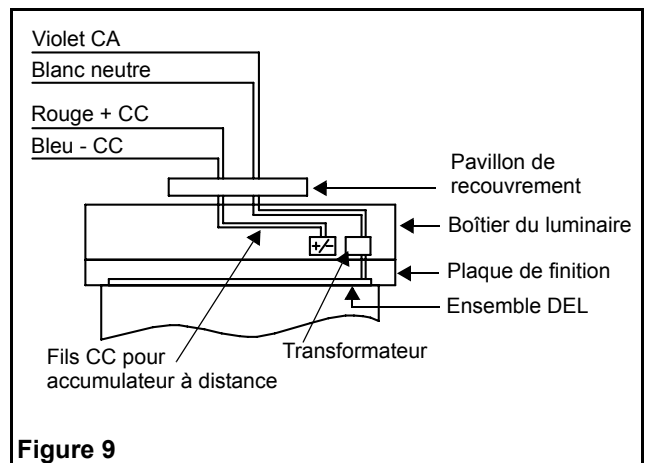 Violet CA
Blanc neutre
Rouge + CC
Bleu - CC
Pavillon de
recouvrement
Boîtier du luminaire
+/-
Plaque de finition
Ensemble DEL
Transformateur
Fils CC pour
accumulateur à distance
Figure 9